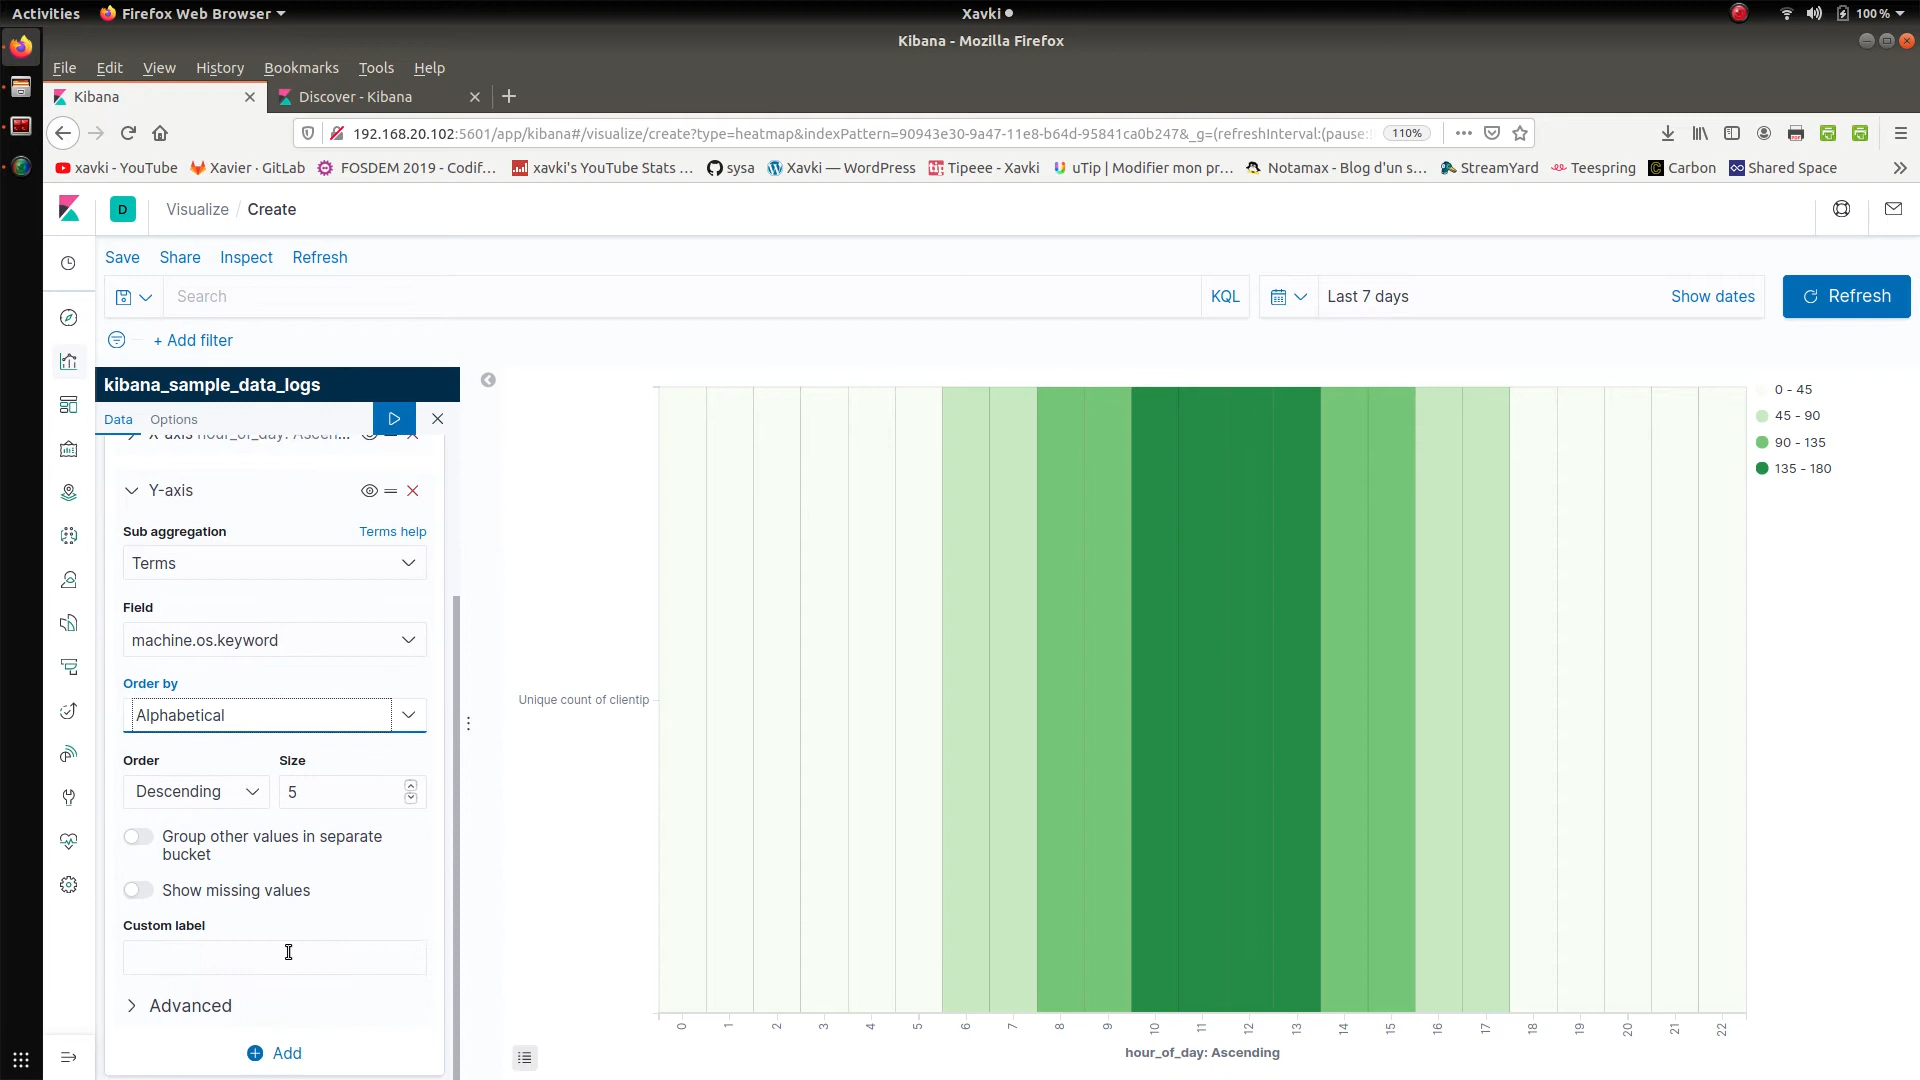 Activities Firefox Web Browser Xavki 100 %
Kibana - Mozilla Firefox
File Edit View History Bookmarks Tools Help
Kibana Discover - Kibana
192.168.20.102:5601/app/kibana#/visualize/create?type=heatmap&indexPattern=90943e30-9a47-11e8-b64d-95841ca0b247&_g=(refreshInterval:(pause: 110%
xavki - YouTube Xavier · GitLab FOSDEM 2019 - Codif… xavki's YouTube Stats … sysa Xavki — WordPress Tipeee - Xavki uTip | Modifier mon pr… Notamax - Blog d'un s… StreamYard Teespring Carbon Shared Space
D Visualize / Create
Save Share Inspect Refresh
Search KQL Last 7 days Show dates Refresh
+ Add filter
kibana_sample_data_logs
Data Options
X-axis hour_of_day: Ascen...
Y-axis
Sub aggregation Terms help
Terms
Field
machine.os.keyword
Order by
Alphabetical
Order Size
Descending 5
Group other values in separate
bucket
Show missing values
Custom label
Advanced
Add
Unique count of clientip
0 1 2 3 4 5 6 7 8 9 10 11 12 13 14 15 16 17 18 19 20 21 22
hour_of_day: Ascending
0 - 45
45 - 90
90 - 135
135 - 180